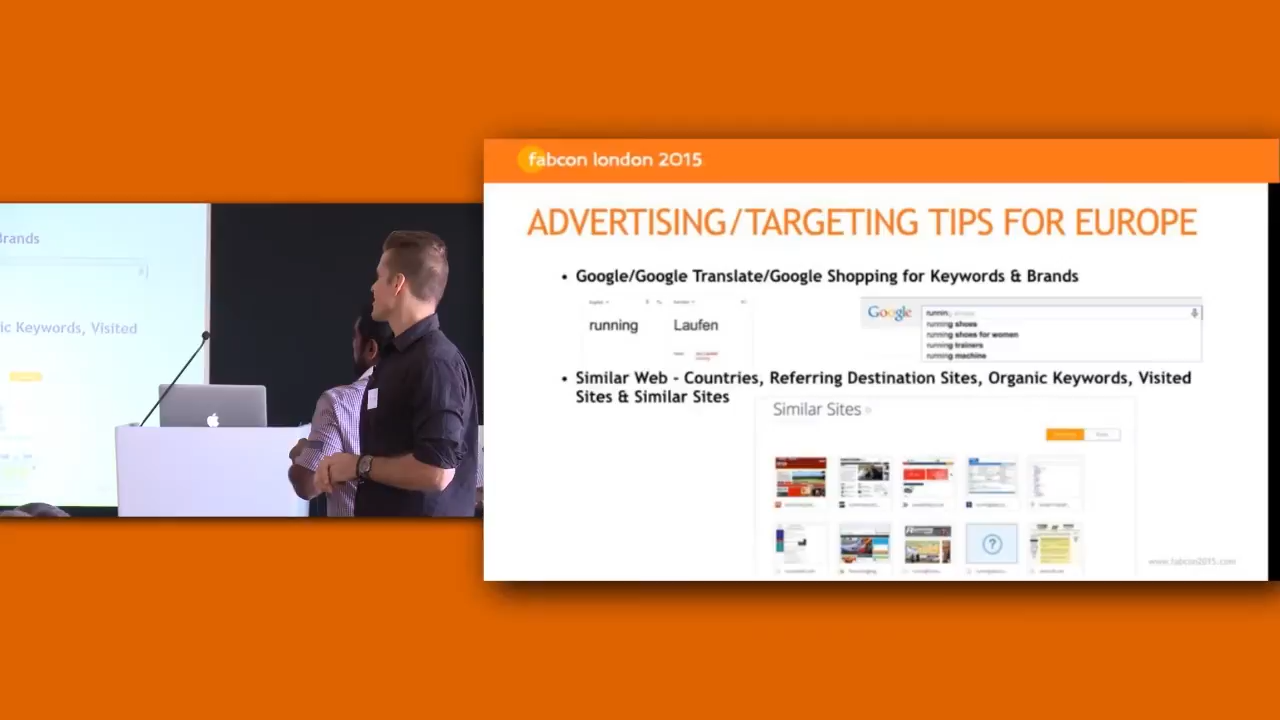 fabcon london 2015
ADVERTISING/TARGETING TIPS FOR EUROPE
• Google/Google Translate/Google Shopping for Keywords & Brands
running
Laufen
Google
running
running shoes
running shoes for women
running trainers
running machine
• Similar Web - Countries, Referring Destination Sites, Organic Keywords, Visited
Sites & Similar Sites
Similar Sites
?
www.fabcon2015.com
Brands
ic Keywords, Visited